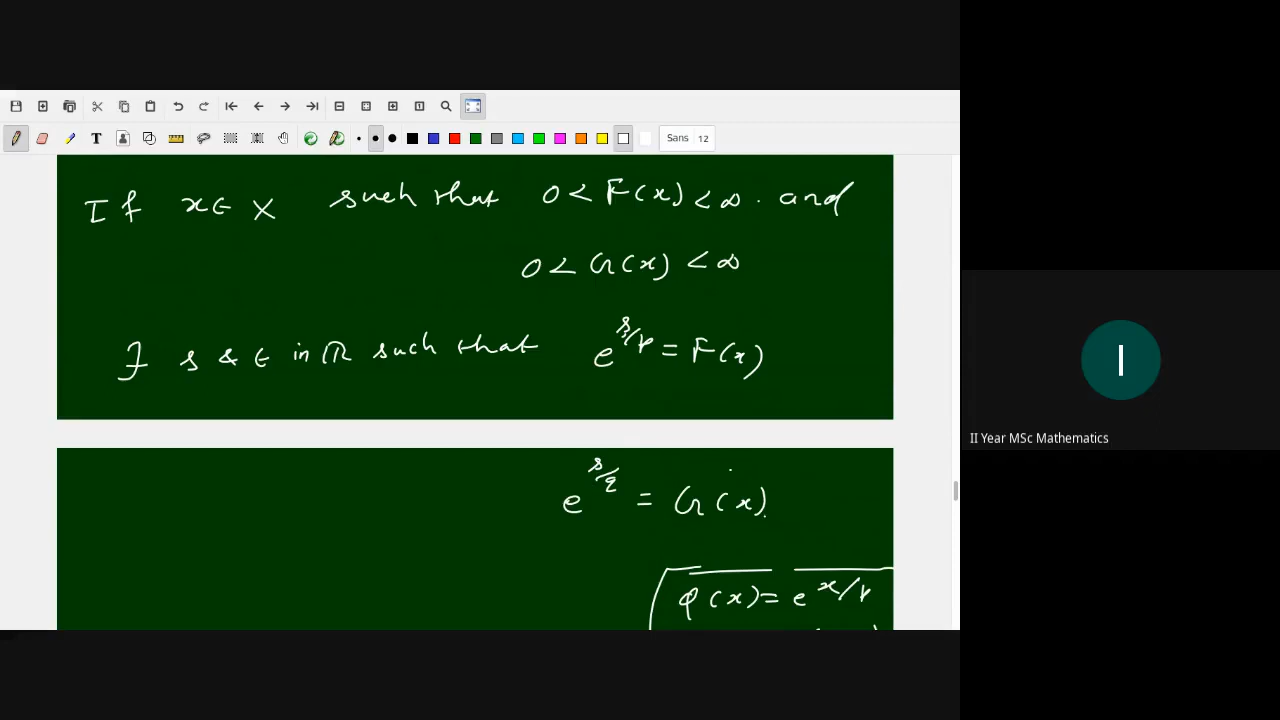 Sans 12
If x ∈ X such that 0 < F(x) < ∞. and
0 < G(x) < ∞
∃ s & t in ℝ such that e^{s/p} = F(x)
e^{s/q} = G(x).
φ(x) = e^{x/p}
I
II Year MSc Mathematics